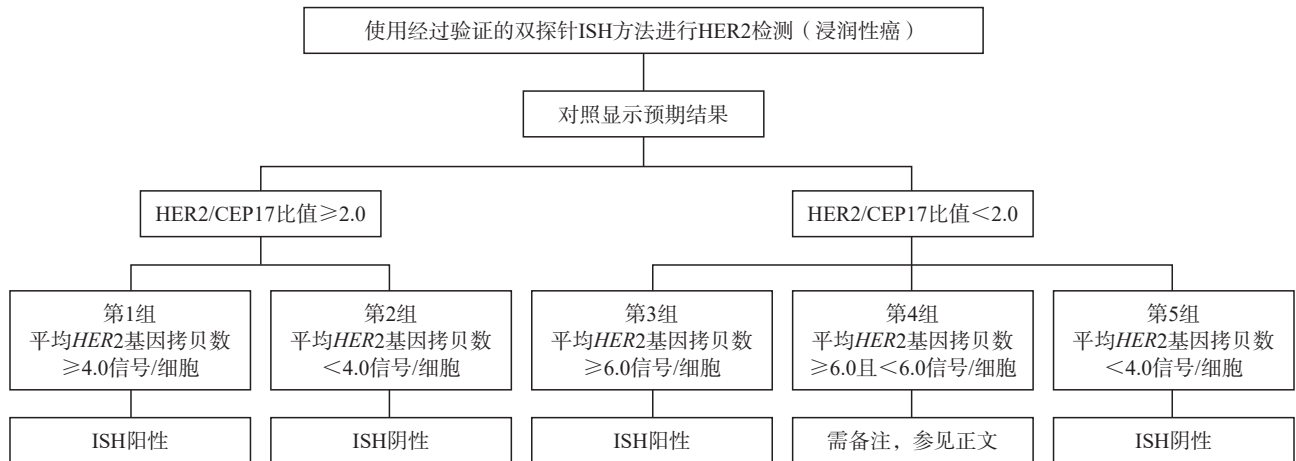 使用经过验证的双探针ISH方法进行HER2检测（浸润性癌）
对照显示预期结果
HER2/CEP17比值≥2.0
HER2/CEP17比值＜2.0
第1组
平均HER2基因拷贝数
≥4.0信号/细胞
第2组
平均HER2基因拷贝数
＜4.0信号/细胞
第3组
平均HER2基因拷贝数
≥6.0信号/细胞
第4组
平均HER2基因拷贝数
≥6.0且＜6.0信号/细胞
第5组
平均HER2基因拷贝数
＜4.0信号/细胞
ISH阳性
ISH阴性
ISH阳性
需备注，参见正文
ISH阴性